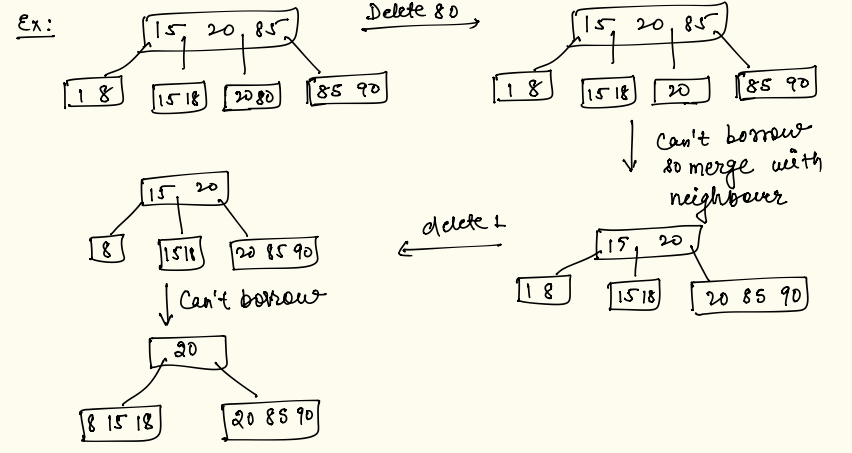 Ex:
15 20 85
1 8
15 18
20 80
85 90
Delete 80
15 20 85
1 8
15 18
20
85 90
Can't borrow
so merge with
neighbour
15 20
1 8
15 18
20 85 90
delete 1
15 20
8
15 18
20 85 90
Can't borrow
20
8 15 18
20 85 90